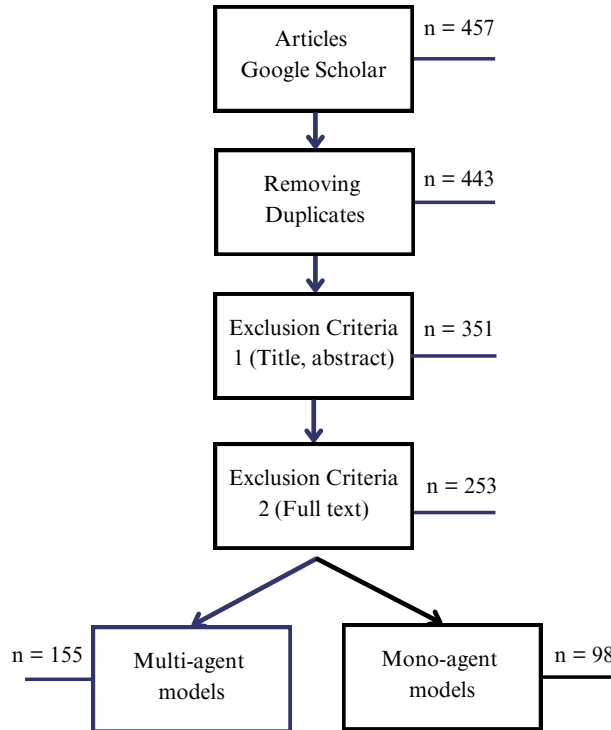 Articles
Google Scholar
n = 457
Removing
Duplicates
n = 443
Exclusion Criteria
1 (Title, abstract)
n = 351
Exclusion Criteria
2 (Full text)
n = 253
n = 155
Multi-agent
models
Mono-agent
models
n = 98